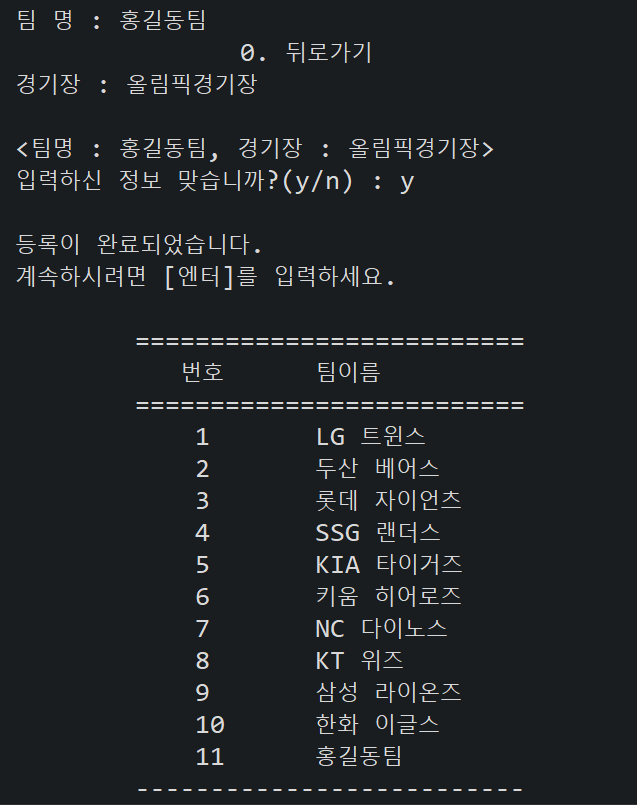 팀 명 : 홍길동팀
0. 뒤로가기
경기장 : 올림픽경기장
<팀명 : 홍길동팀, 경기장 : 올림픽경기장>
입력하신 정보 맞습니까?(y/n) : y
등록이 완료되었습니다.
계속하시려면 [엔터]를 입력하세요.
==========================
번호 팀이름
==========================
1 LG 트윈스
2 두산 베어스
3 롯데 자이언츠
4 SSG 랜더스
5 KIA 타이거즈
6 키움 히어로즈
7 NC 다이노스
8 KT 위즈
9 삼성 라이온즈
10 한화 이글스
11 홍길동팀
--------------------------